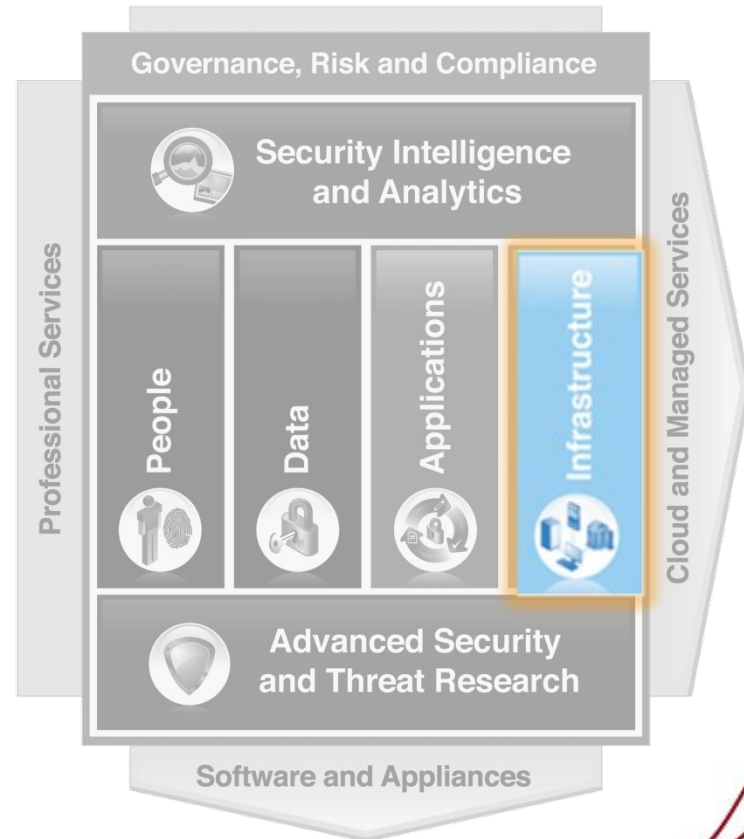 Governance, Risk and Compliance
Security Intelligence
and Analytics
Professional Services
People
Data
Applications
Infrastructure
Cloud and Managed Services
Advanced Security
and Threat Research
Software and Appliances